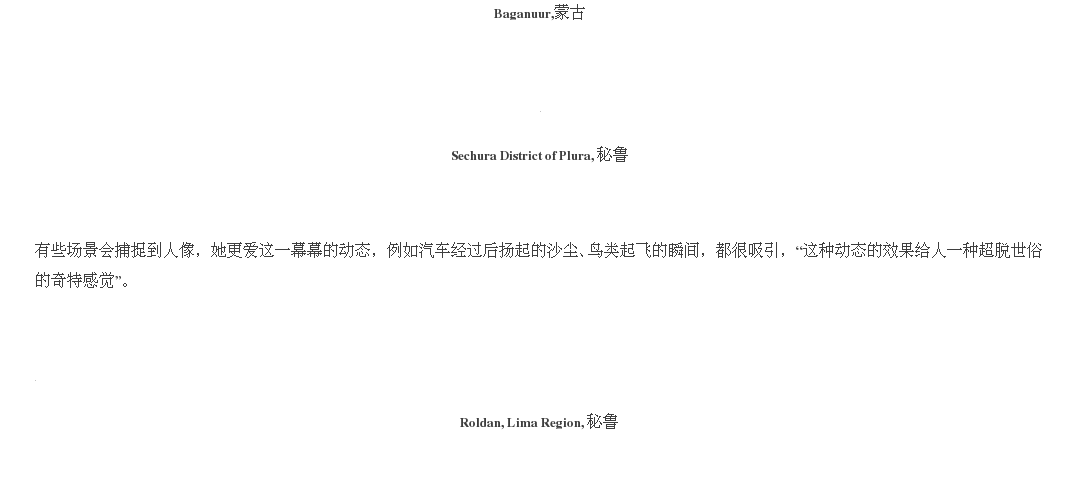 Baganuur,蒙古
Sechura District of Plura, 秘鲁
有些场景会捕捉到人像，她更爱这一幕幕的动态，例如汽车经过后扬起的沙尘、鸟类起飞的瞬间，都很吸引，“这种动态的效果给人一种超脱世俗
的奇特感觉”。
Roldan, Lima Region, 秘鲁